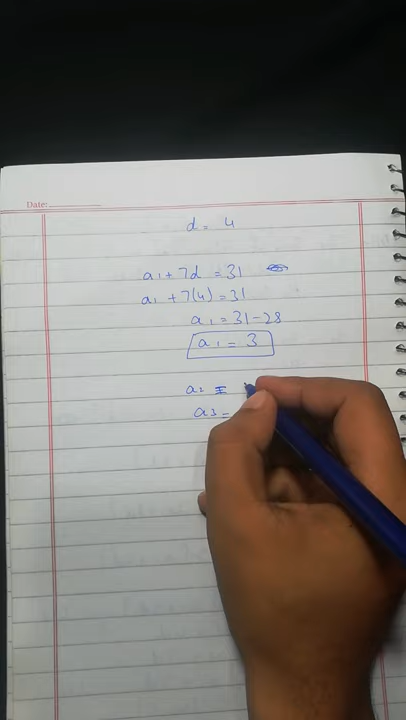 Date:
d = 4
a1 + 7d = 31
a1 + 7(4) = 31
a1 = 31 - 28
a1 = 3
a2 =
a3 =